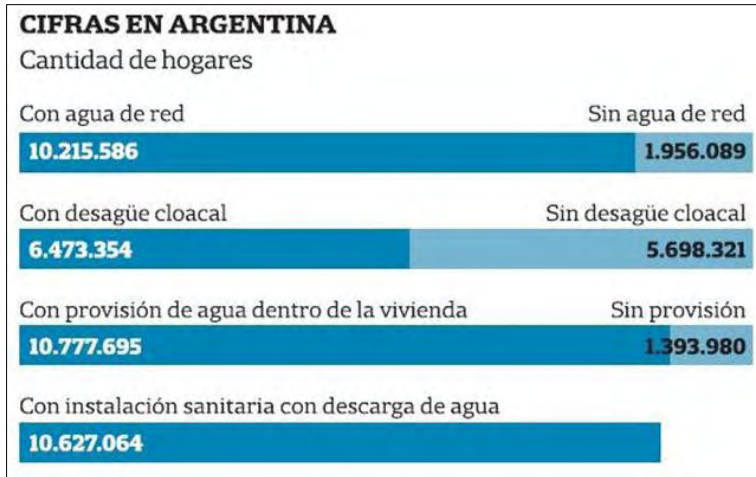 CIFRAS EN ARGENTINA
Cantidad de hogares
Con agua de red Sin agua de red
10.215.586 1.956.089
Con desagüe cloacal Sin desagüe cloacal
6.473.354 5.698.321
Con provisión de agua dentro de la vivienda Sin provisión
10.777.695 1.393.980
Con instalación sanitaria con descarga de agua
10.627.064